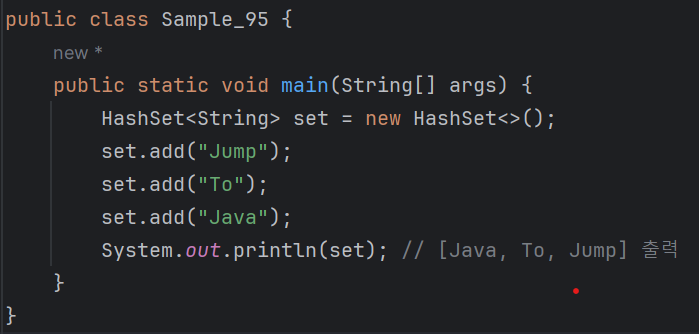 public class Sample_95 {
new *
public static void main(String[] args) {
HashSet<String> set = new HashSet<>();
set.add("Jump");
set.add("To");
set.add("Java");
System.out.println(set); // [Java, To, Jump] 출력
}
}